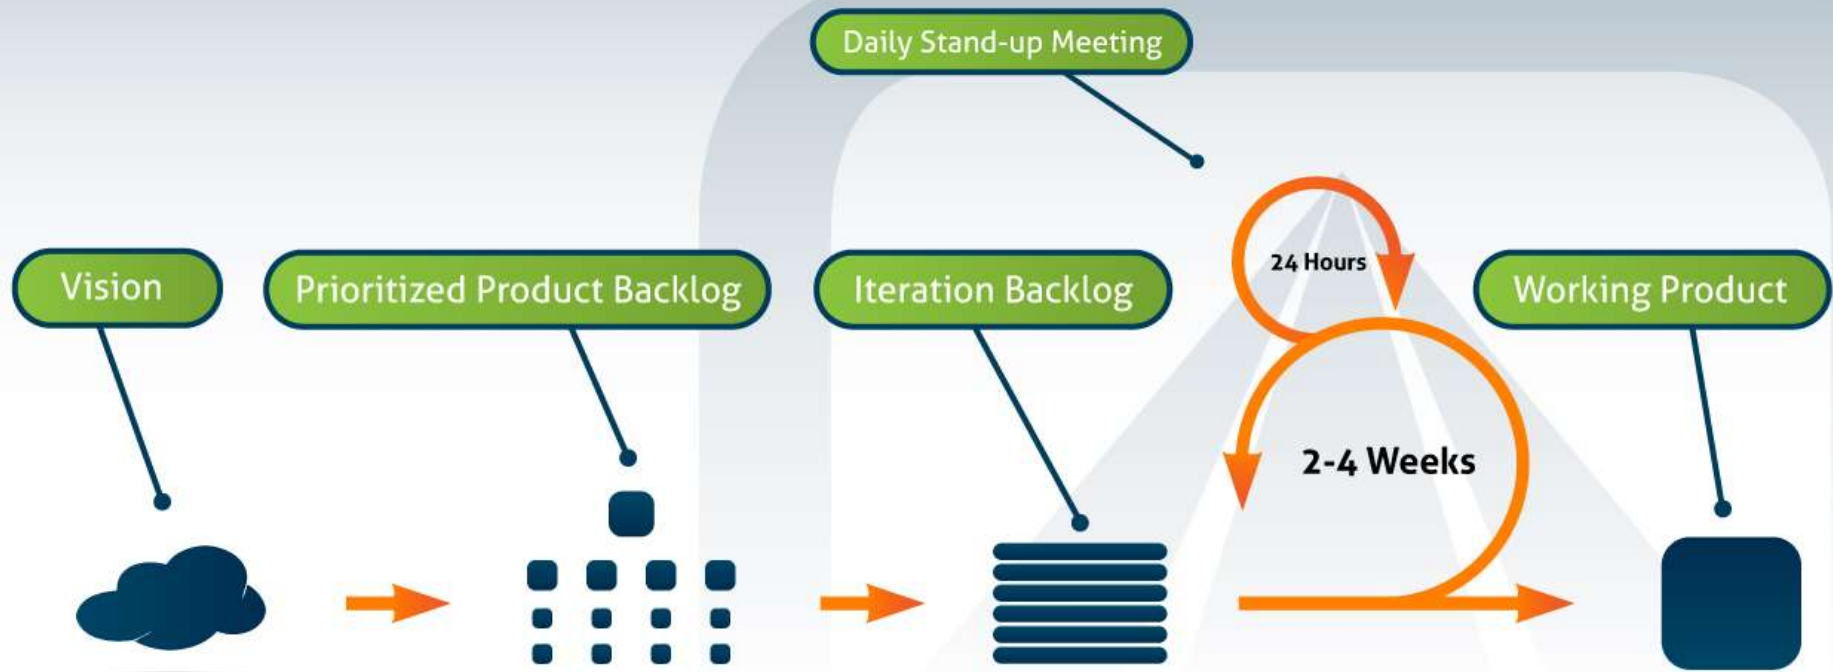 Daily Stand-up Meeting
Vision
Prioritized Product Backlog
Iteration Backlog
24 Hours
Working Product
2-4 Weeks